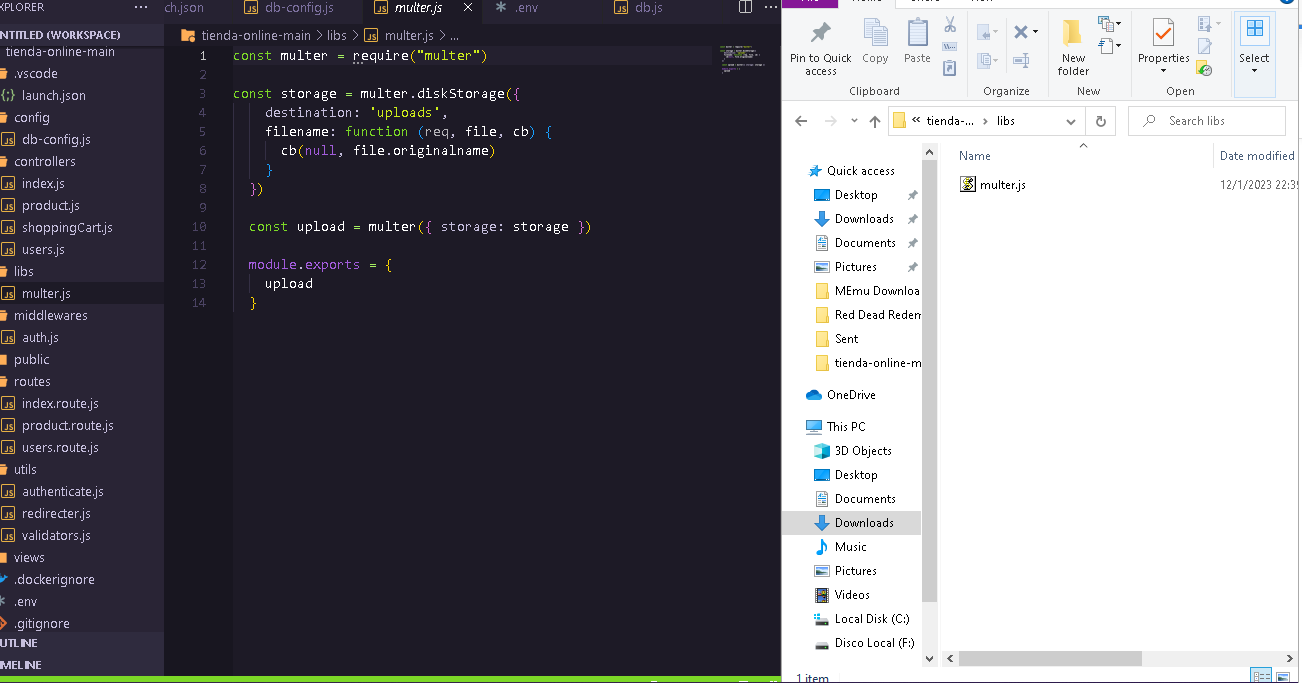 XPLORER
ch.json
db-config.js
multer.js
.env
db.js
NTITLED (WORKSPACE)
tienda-online-main
.vscode
launch.json
config
db-config.js
controllers
index.js
product.js
shoppingCart.js
users.js
libs
multer.js
middlewares
auth.js
public
routes
index.route.js
product.route.js
users.route.js
utils
authenticate.js
redirecter.js
validators.js
views
.dockerignore
.env
.gitignore
UTLINE
MELINE
tienda-online-main > libs > multer.js > ...
1 const multer = require("multer")
2
3 const storage = multer.diskStorage({
4 destination: 'uploads',
5 filename: function (req, file, cb) {
6 cb(null, file.originalname)
7 }
8 })
9
10 const upload = multer({ storage: storage })
11
12 module.exports = {
13 upload
14 }
Pin to Quick access
Copy
Paste
Clipboard
Organize
New folder
New
Properties
Open
Select
« tienda-... > libs
Search libs
Quick access
Desktop
Downloads
Documents
Pictures
MEmu Downloa
Red Dead Redem
Sent
tienda-online-m
OneDrive
This PC
3D Objects
Desktop
Documents
Downloads
Music
Pictures
Videos
Local Disk (C:)
Disco Local (F:)
Name
Date modified
multer.js
12/1/2023 22:39
1 item